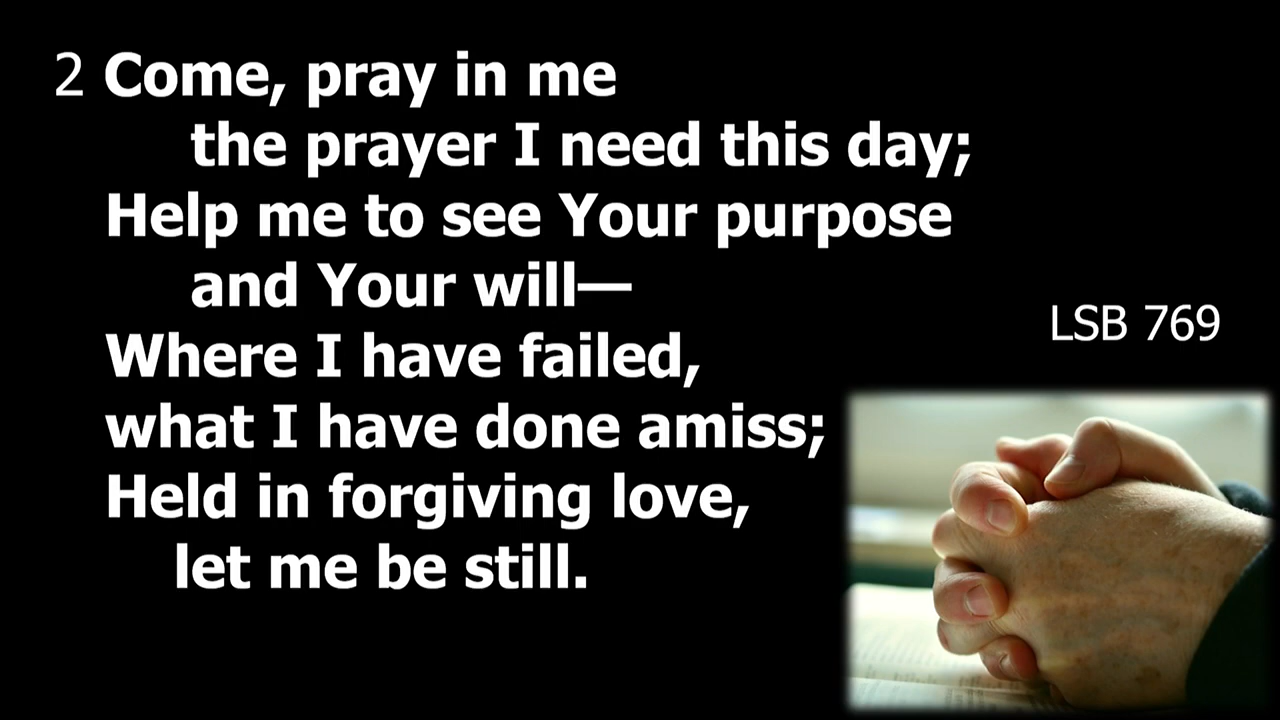 2 Come, pray in me
the prayer I need this day;
Help me to see Your purpose
and Your will—
Where I have failed,
what I have done amiss;
Held in forgiving love,
let me be still.
LSB 769